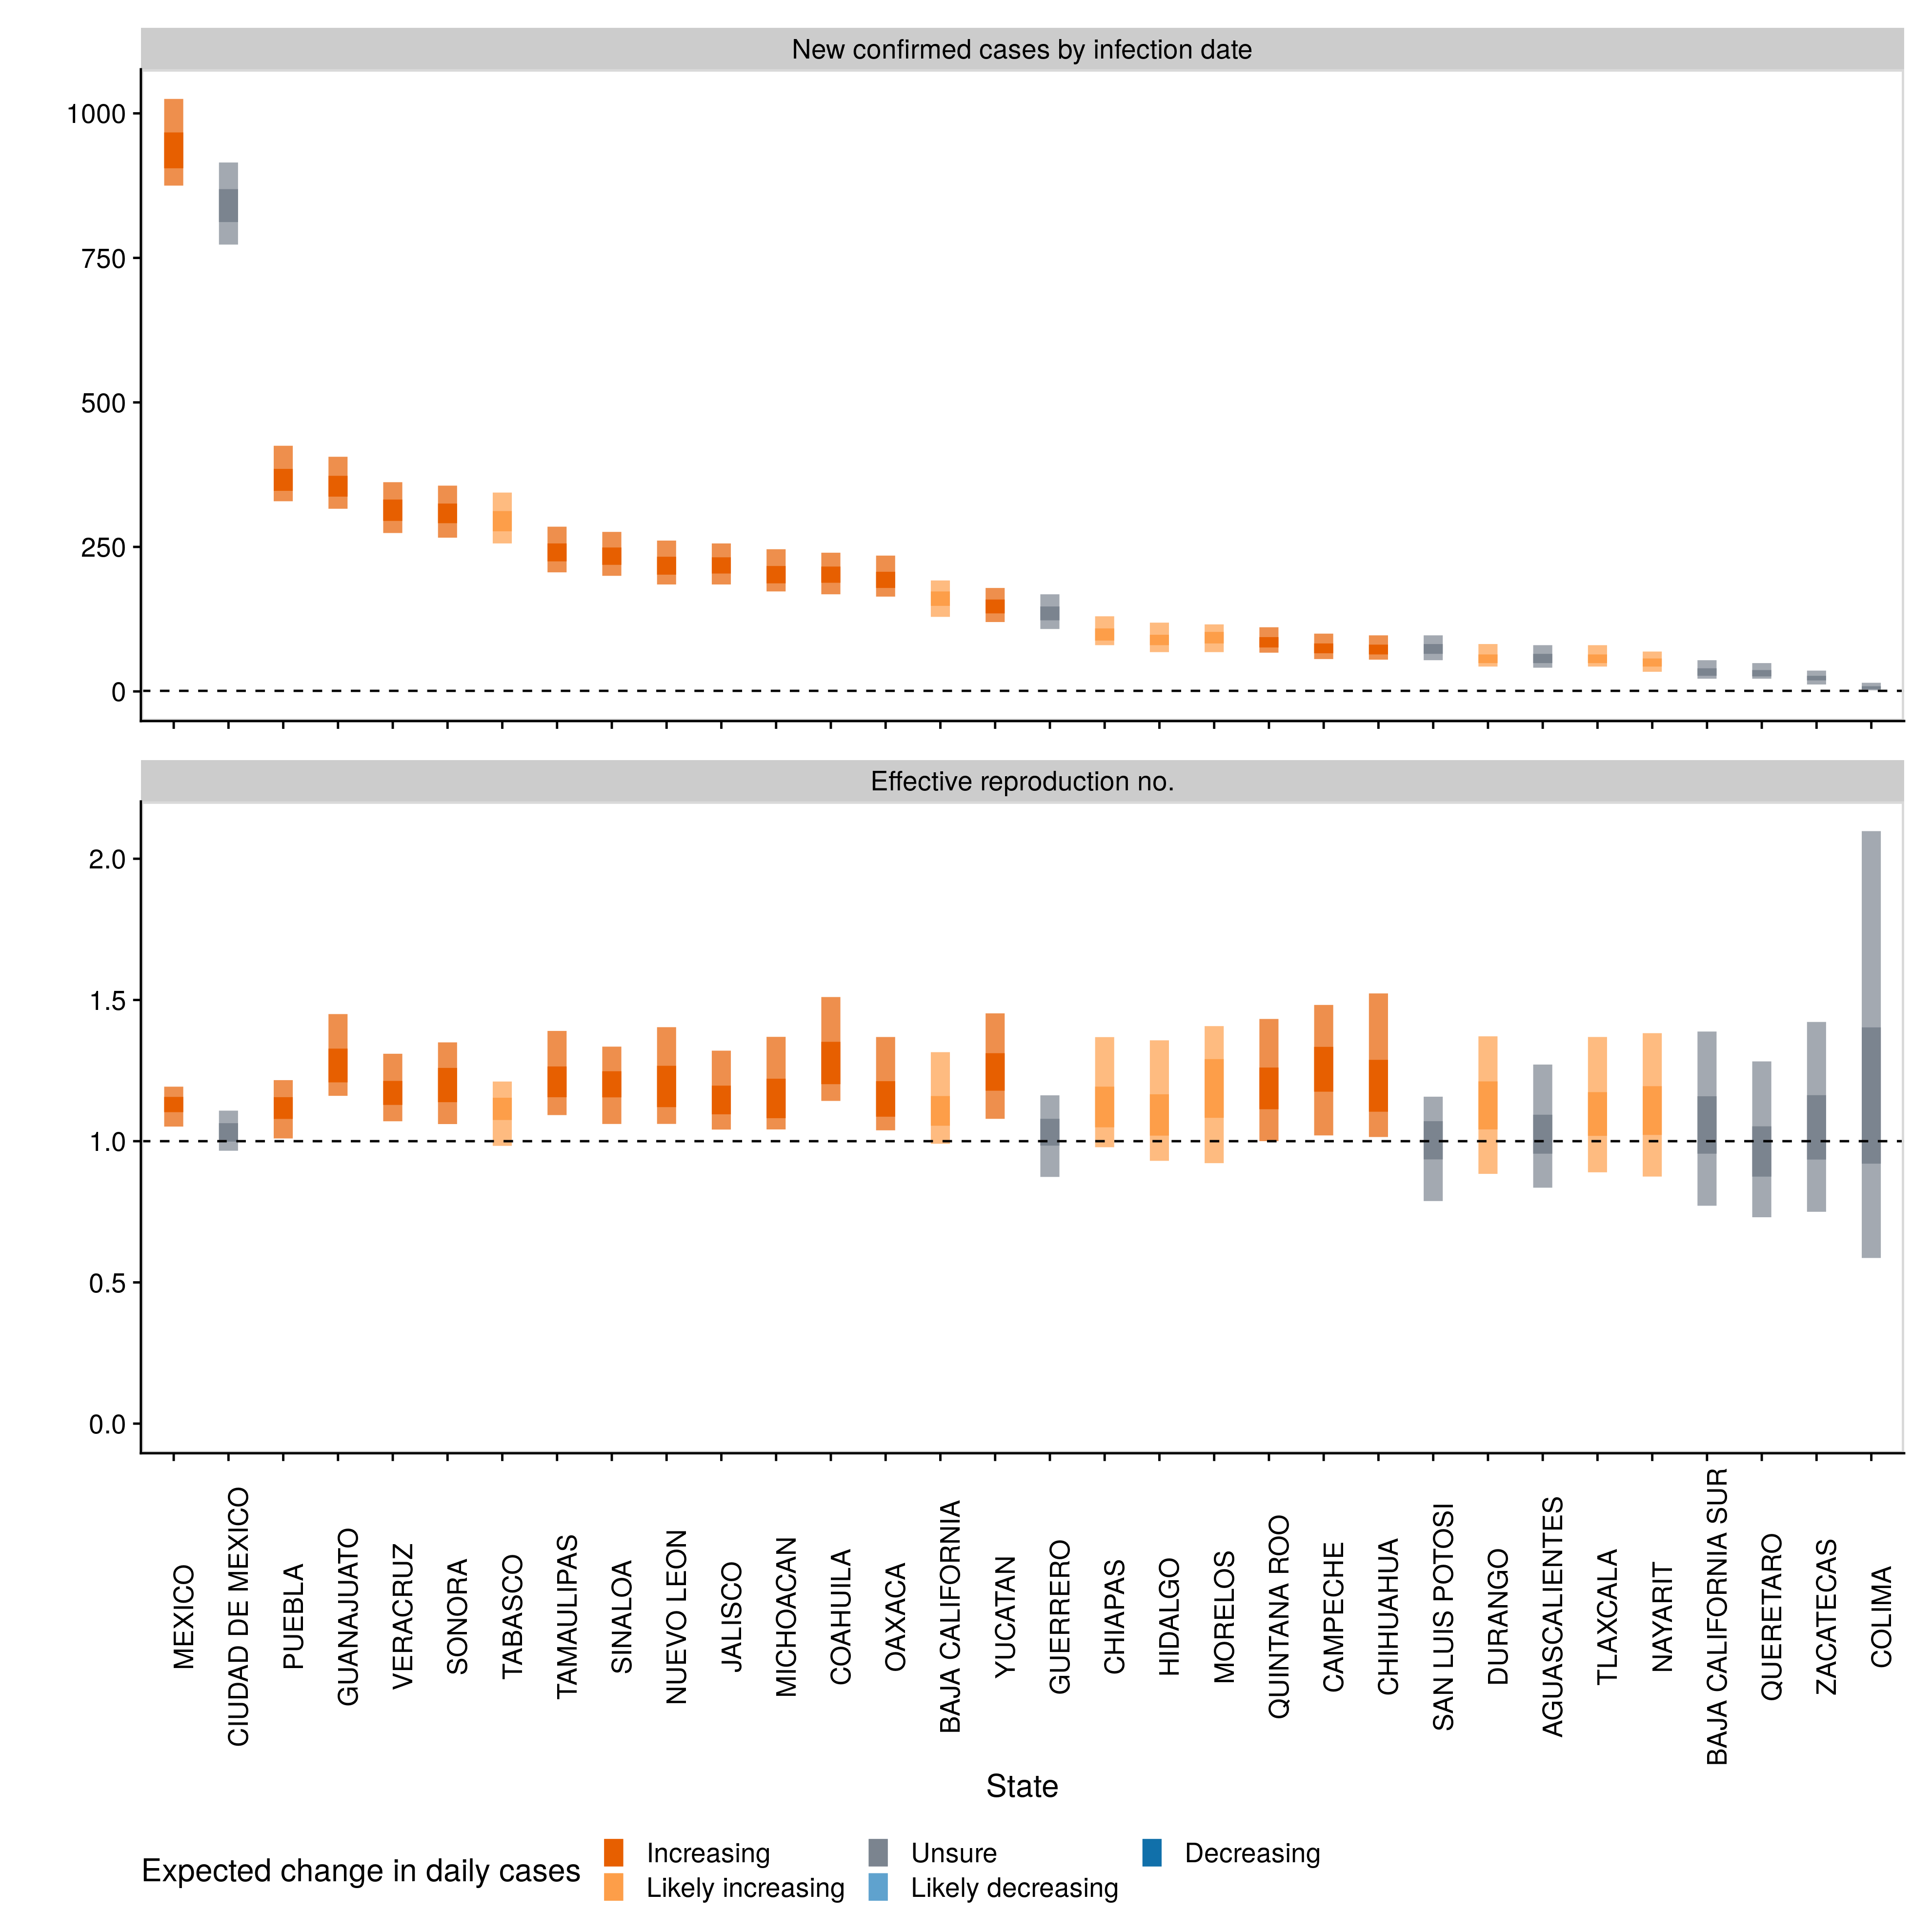 New confirmed cases by infection date
1000
750
500
250
0
Effective reproduction no.
2.0
1.5
1.0
0.5
0.0
MEXICO
CIUDAD DE MEXICO
PUEBLA
GUANAJUATO
VERACRUZ
SONORA
TABASCO
TAMAULIPAS
SINALOA
NUEVO LEON
JALISCO
MICHOACAN
COAHUILA
OAXACA
BAJA CALIFORNIA
YUCATAN
GUERRERO
CHIAPAS
HIDALGO
MORELOS
QUINTANA ROO
CAMPECHE
CHIHUAHUA
SAN LUIS POTOSI
DURANGO
AGUASCALIENTES
TLAXCALA
NAYARIT
BAJA CALIFORNIA SUR
QUERETARO
ZACATECAS
COLIMA
State
Expected change in daily cases
Increasing
Likely increasing
Unsure
Likely decreasing
Decreasing